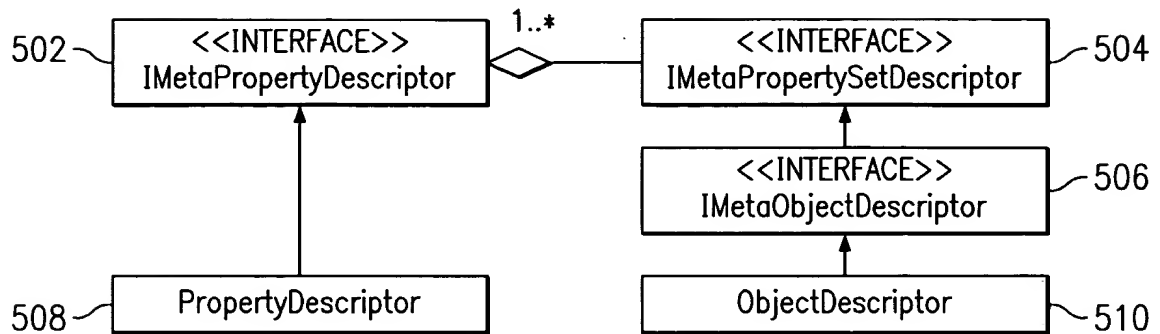 502
<<INTERFACE>>
IMetaPropertyDescriptor
1..*
<<INTERFACE>>
IMetaPropertySetDescriptor
504
<<INTERFACE>>
IMetaObjectDescriptor
506
508
PropertyDescriptor
ObjectDescriptor
510